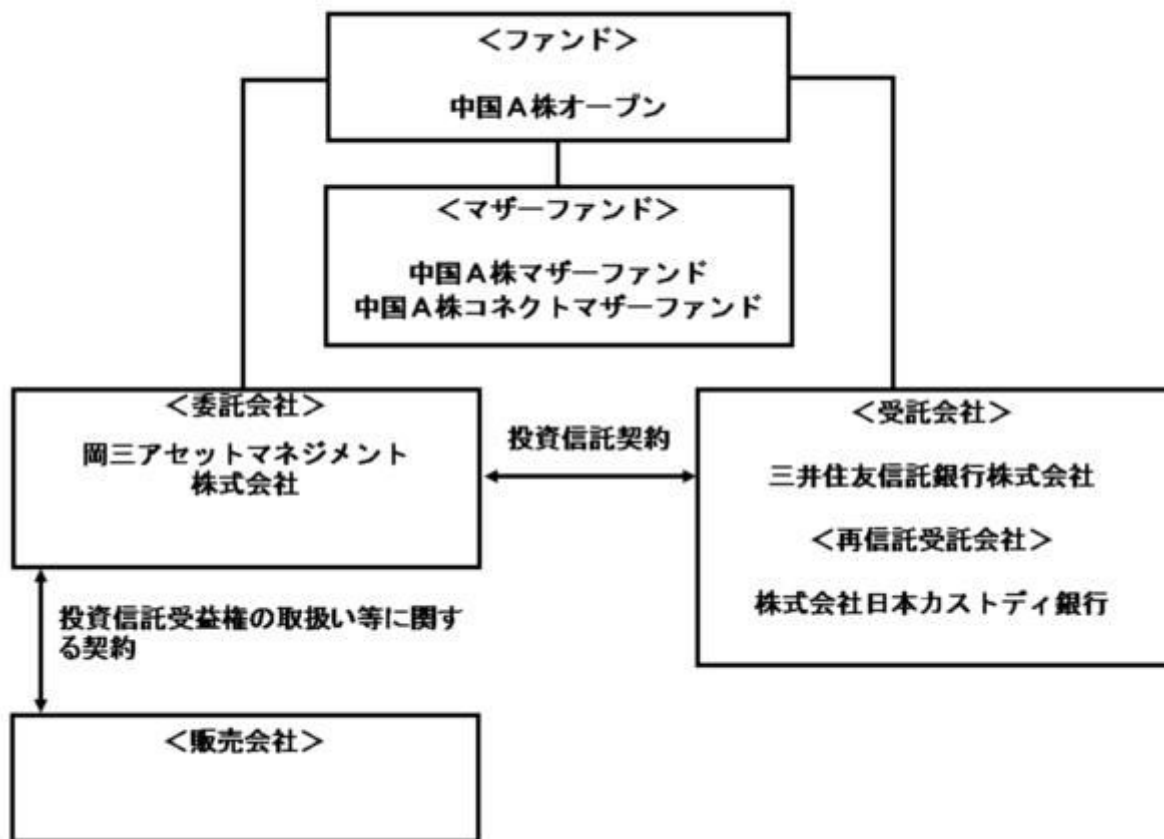 ＜ファンド＞
中国Ａ株オープン
＜マザーファンド＞
中国Ａ株マザーファンド
中国Ａ株コネクトマザーファンド
＜委託会社＞
岡三アセットマネジメント
株式会社
投資信託契約
＜受託会社＞
三井住友信託銀行株式会社
＜再信託受託会社＞
株式会社日本カストディ銀行
投資信託受益権の取扱い等に関す
る契約
＜販売会社＞